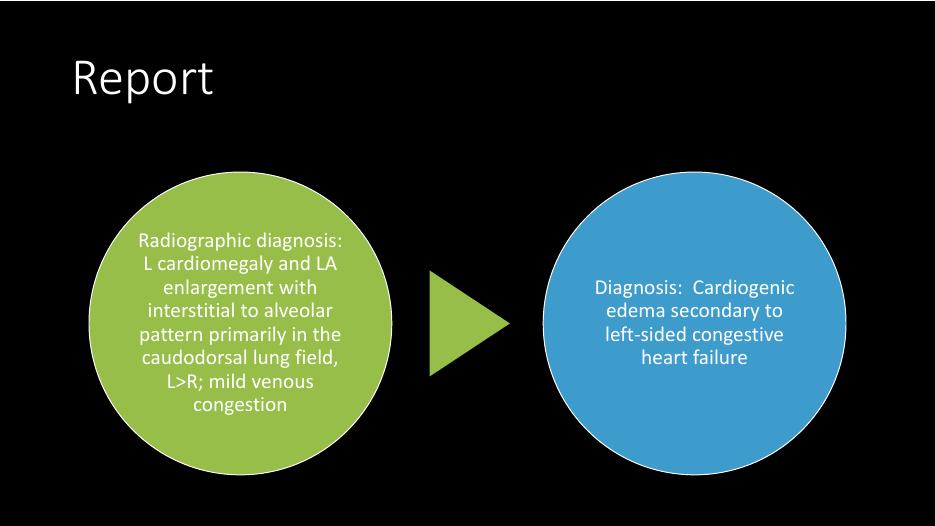 Report
Radiographic diagnosis:
L cardiomegaly and LA
enlargement with
interstitial to alveolar
pattern primarily in the
caudodorsal lung field,
L>R; mild venous
congestion
Diagnosis:  Cardiogenic
edema secondary to
left-sided congestive
heart failure